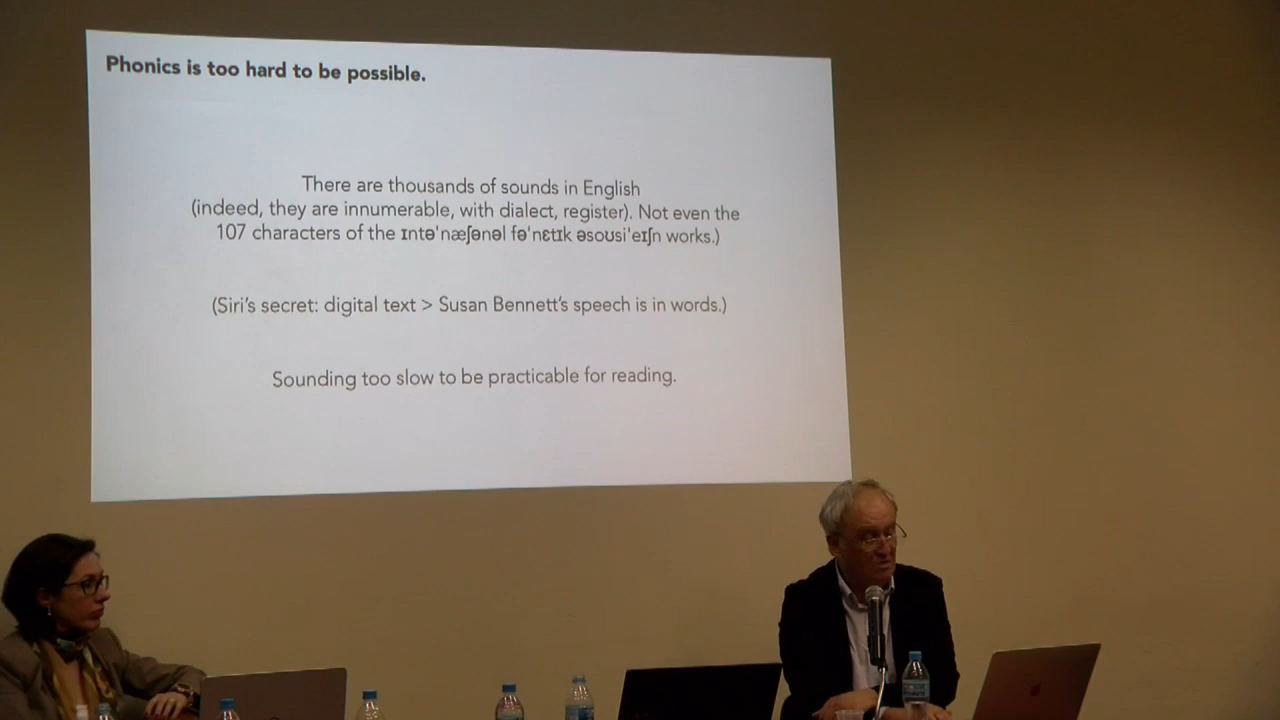 Phonics is too hard to be possible.
There are thousands of sounds in English
(indeed, they are innumerable, with dialect, register). Not even the
107 characters of the ɪntəˈnæʃənəl fəˈnɛtɪk əsoʊsiˈeɪʃn works.)
(Siri's secret: digital text > Susan Bennett's speech is in words.)
Sounding too slow to be practicable for reading.